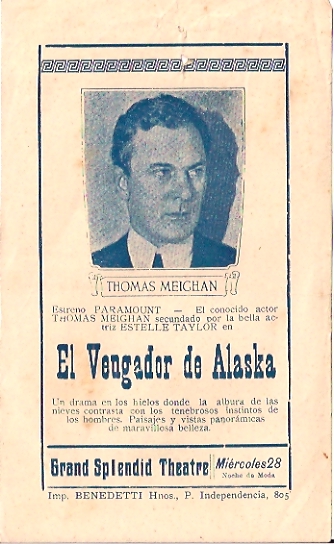 THOMAS MEIGHAN
Estreno PARAMOUNT — El conocido actor
THOMAS MEIGHAN secundado por la bella ac-
triz ESTELLE TAYLOR en
El Vengador de Alaska
Un drama en los hielos donde la albura de las
nieves contrasta con los tenebrosos instintos de
los hombres. Paisajes y vistas panorámicas
de maravillosa belleza.
Grand Splendid Theatre Miércoles 28
Noche de Moda
Imp. BENEDETTI Hnos., P. Independencia, 805